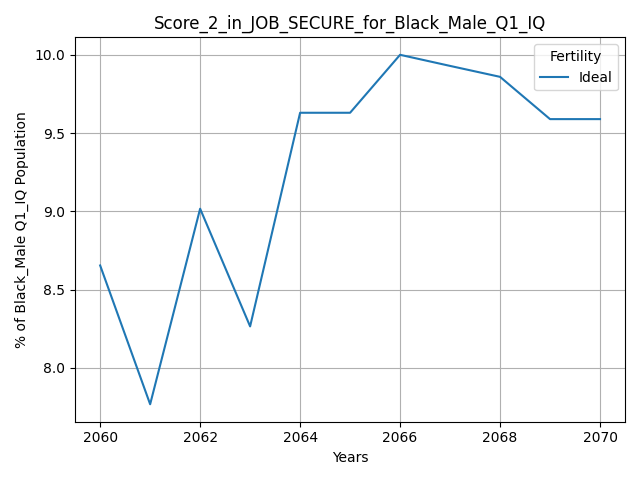 Score_2_in_JOB_SECURE_for_Black_Male_Q1_IQ
% of Black_Male Q1_IQ Population
10.0
9.5
9.0
8.5
8.0
Fertility
Ideal
2060 2062 2064 2066 2068 2070
Years